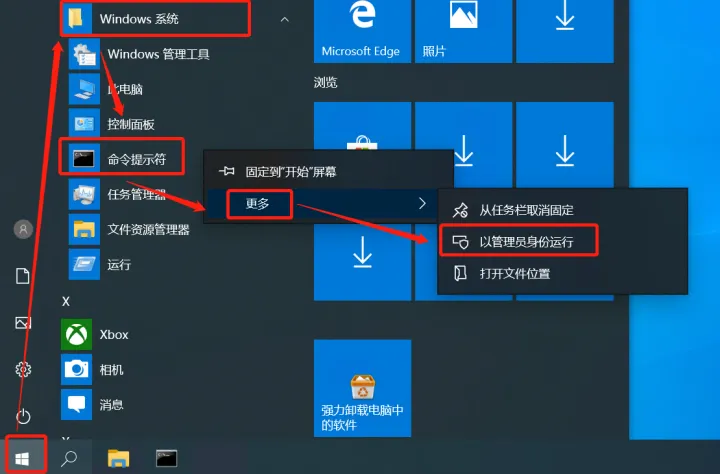 Windows 系统
Windows 管理工具
此电脑
控制面板
命令提示符
任务管理器
文件资源管理器
运行
X
Xbox
相机
消息
Microsoft Edge
照片
浏览
固定到"开始"屏幕
更多
从任务栏取消固定
以管理员身份运行
打开文件位置
强力卸载电脑中
的软件